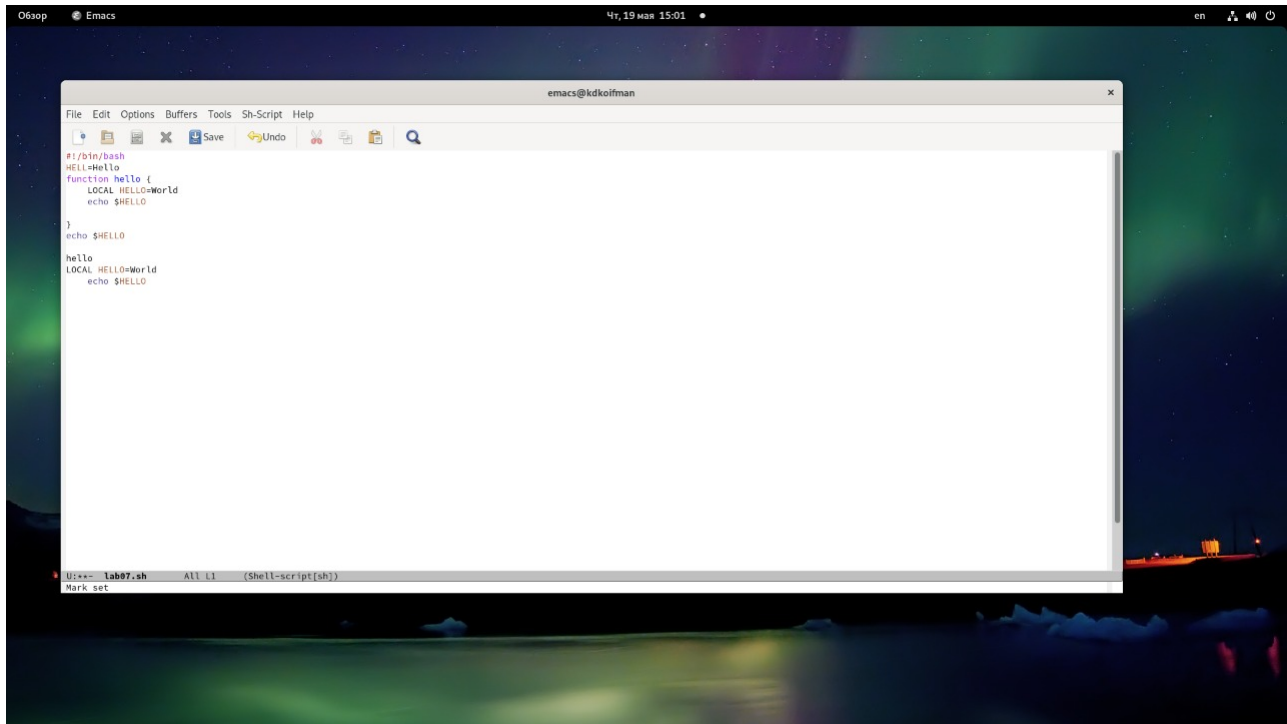 Обзор Emacs Чт, 19 мая 15:01 en
emacs@kdkoifman
File Edit Options Buffers Tools Sh-Script Help
Save Undo
#!/bin/bash
HELL=Hello
function hello {
    LOCAL HELLO=World
    echo $HELLO
}
echo $HELLO
hello
LOCAL HELLO=World
    echo $HELLO
U:**- lab07.sh All L1 (Shell-script[sh])
Mark set